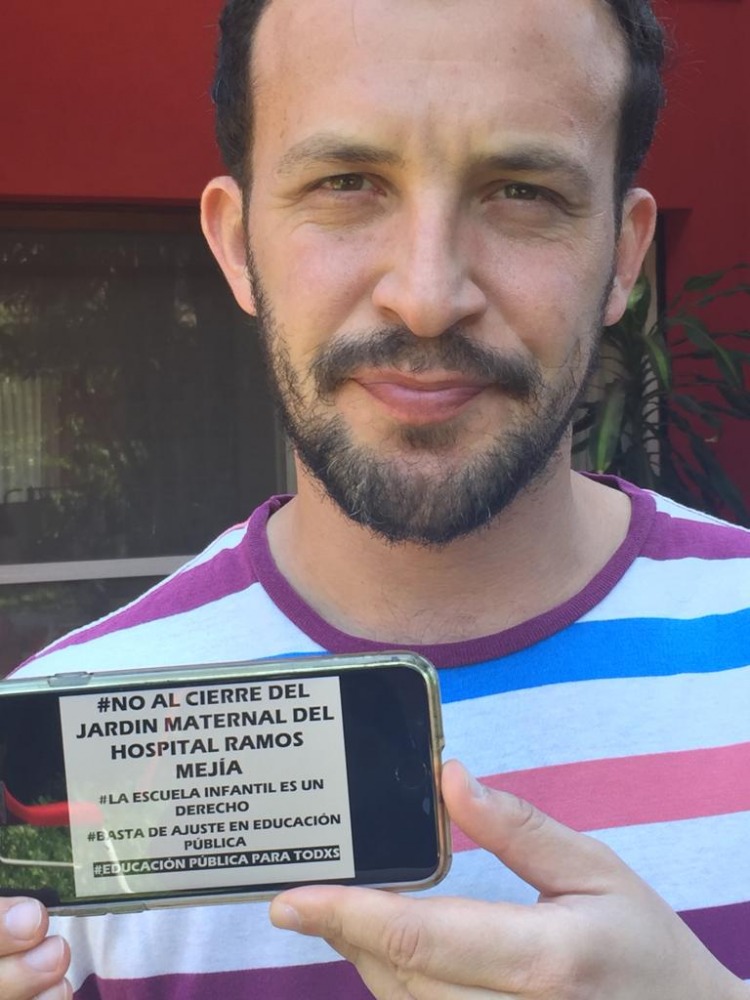 #NO AL CIERRE DEL
JARDIN MATERNAL DEL
HOSPITAL RAMOS
MEJÍA
#LA ESCUELA INFANTIL ES UN
DERECHO
#BASTA DE AJUSTE EN EDUCACIÓN
PÚBLICA
#EDUCACIÓN PÚBLICA PARA TODXS